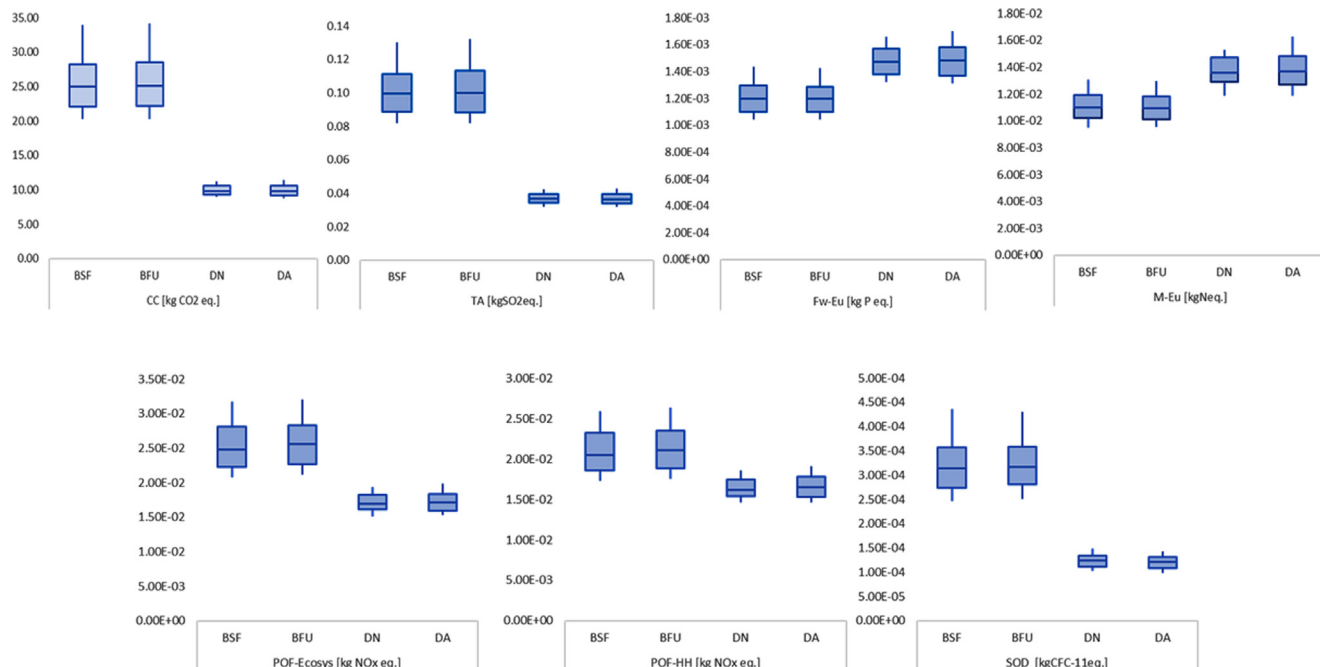 35.00
30.00
25.00
20.00
15.00
10.00
5.00
0.00
BSF BFU DN DA
CC [kg CO2 eq.]
0.14
0.12
0.10
0.08
0.06
0.04
0.02
0.00
BSF BFU DN DA
TA [kgSO2eq.]
1.80E-03
1.60E-03
1.40E-03
1.20E-03
1.00E-03
8.00E-04
6.00E-04
4.00E-04
2.00E-04
0.00E+00
BSF BFU DN DA
Fw-Eu [kg P eq.]
1.80E-02
1.60E-02
1.40E-02
1.20E-02
1.00E-02
8.00E-03
6.00E-03
4.00E-03
2.00E-03
0.00E+00
BSF BFU DN DA
M-Eu [kgNeq.]
3.50E-02
3.00E-02
2.50E-02
2.00E-02
1.50E-02
1.00E-02
5.00E-03
0.00E+00
BSF BFU DN DA
POF-Ecosys [kg NOx eq.]
3.00E-02
2.50E-02
2.00E-02
1.50E-02
1.00E-02
5.00E-03
0.00E+00
BSF BFU DN DA
POF-HH [kg NOx eq.]
5.00E-04
4.50E-04
4.00E-04
3.50E-04
3.00E-04
2.50E-04
2.00E-04
1.50E-04
1.00E-04
5.00E-05
0.00E+00
BSF BFU DN DA
SOD [kgCFC-11eq.]